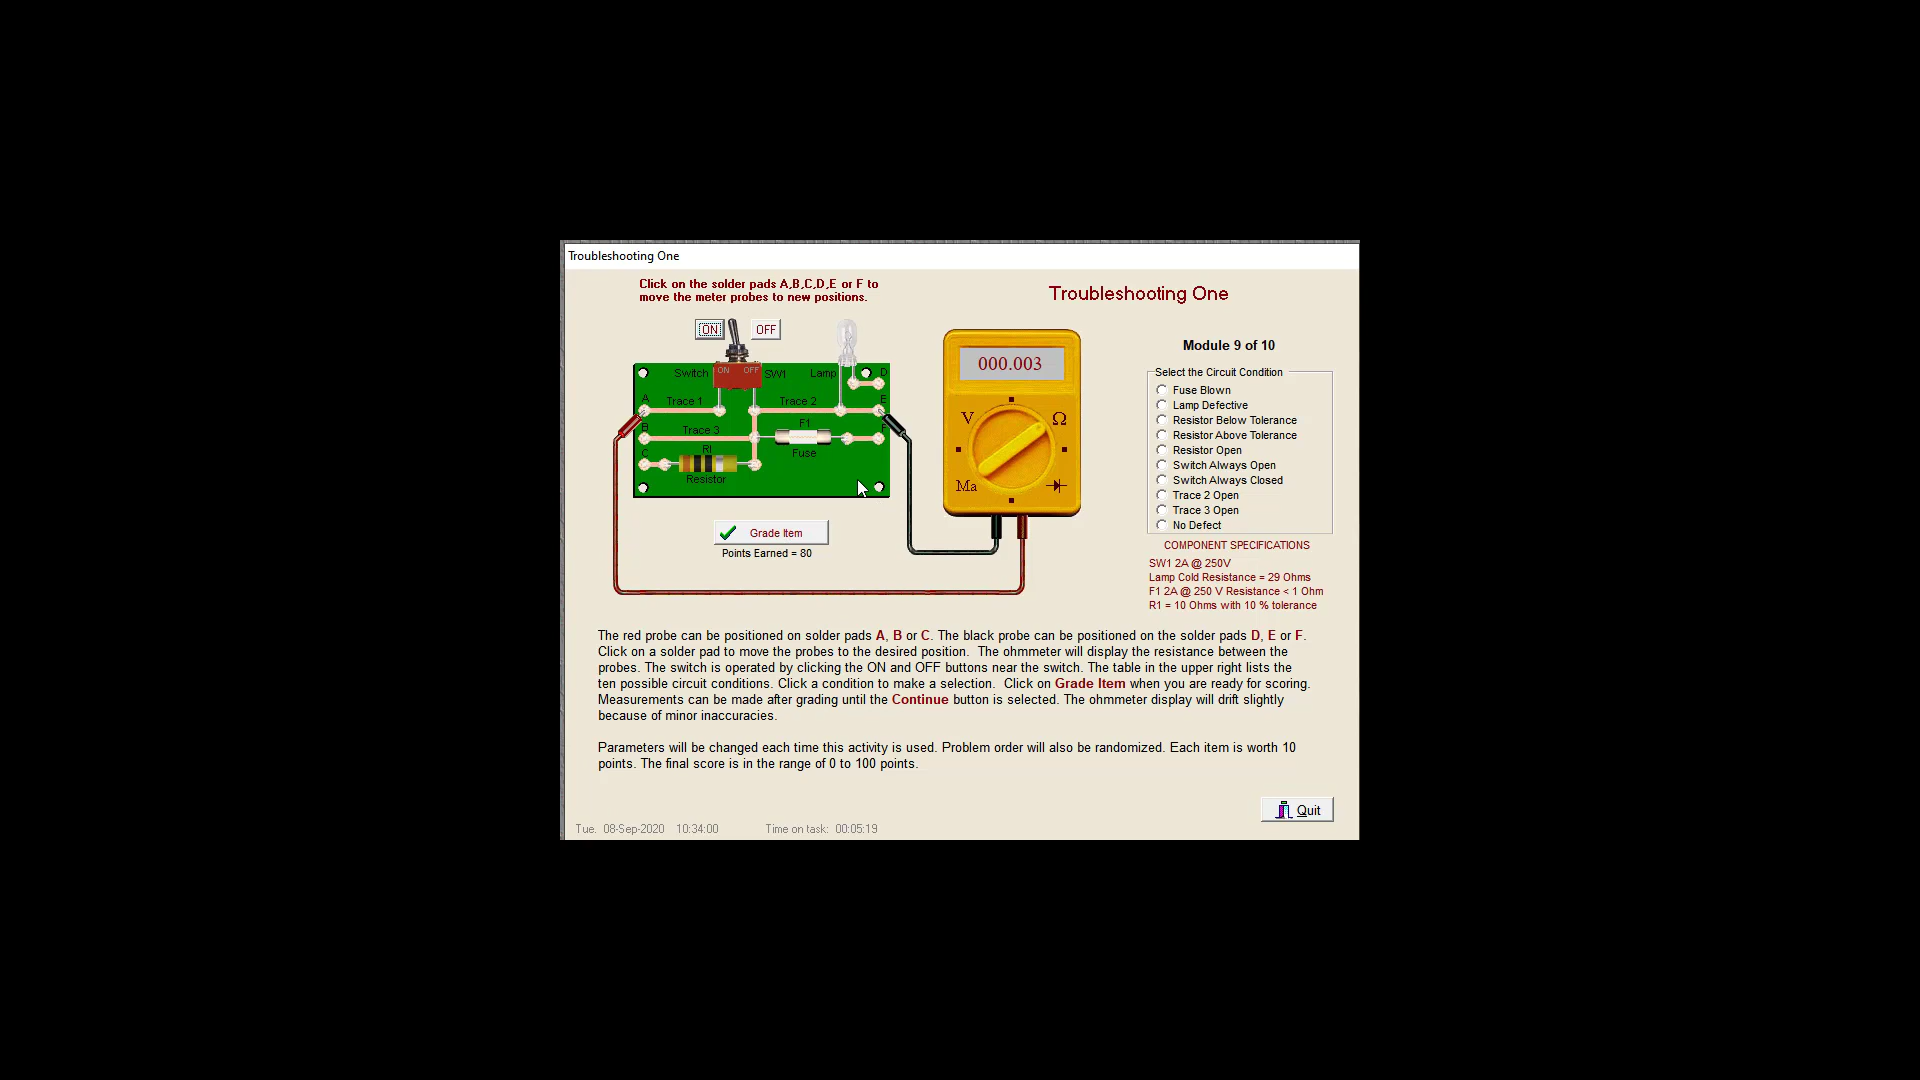 Troubleshooting One
Click on the solder pads A,B,C,D,E or F to
move the meter probes to new positions.
Troubleshooting One
ON
OFF
Module 9 of 10
000.003
Select the Circuit Condition
Switch
ON OFF
SW1
Lamp
D
Fuse Blown
A
Trace 1
Trace 2
E
Lamp Defective
V
Ω
Resistor Below Tolerance
B
Trace 3
F1
F
Resistor Above Tolerance
C
R1
Fuse
Resistor Open
Switch Always Open
Resistor
Ma
Switch Always Closed
Trace 2 Open
Trace 3 Open
No Defect
Grade Item
Points Earned = 80
COMPONENT SPECIFICATIONS
SW1 2A @ 250V
Lamp Cold Resistance = 29 Ohms
F1 2A @ 250 V Resistance < 1 Ohm
R1 = 10 Ohms with 10 % tolerance
The red probe can be positioned on solder pads A, B or C. The black probe can be positioned on the solder pads D, E or F.
Click on a solder pad to move the probes to the desired position. The ohmmeter will display the resistance between the
probes. The switch is operated by clicking the ON and OFF buttons near the switch. The table in the upper right lists the
ten possible circuit conditions. Click a condition to make a selection. Click on Grade Item when you are ready for scoring.
Measurements can be made after grading until the Continue button is selected. The ohmmeter display will drift slightly
because of minor inaccuracies.
Parameters will be changed each time this activity is used. Problem order will also be randomized. Each item is worth 10
points. The final score is in the range of 0 to 100 points.
Quit
Tue. 08-Sep-2020 10:34:00 Time on task: 00:05:19